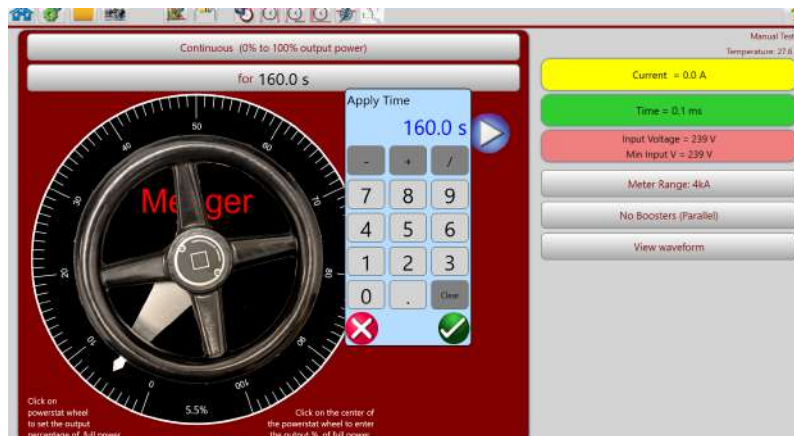 Manual Test
Temperature: 27.6
Continuous (0% to 100% output power)
for 160.0 s
Apply Time
160.0 s
- + /
7 8 9
4 5 6
1 2 3
0 . Clear
Megger
0
10
20
30
40
50
60
70
80
100
5.5%
Click on
powerstat wheel
to set the output
percentage of full power
Click on the center of
the powerstat wheel to enter
the output % of full power
Current = 0.0 A
Time = 0.1 ms
Input Voltage = 239 V
Min Input V = 239 V
Meter Range: 4kA
No Boosters (Parallel)
View waveform